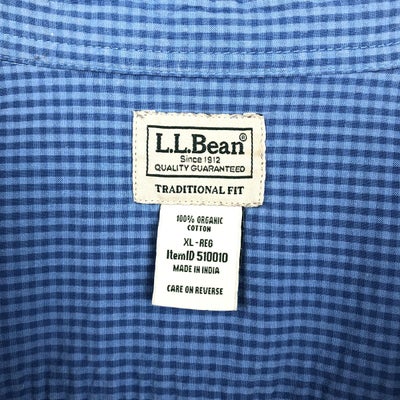 L.L.Bean®
Since 1912
QUALITY GUARANTEED
TRADITIONAL FIT
100% ORGANIC
COTTON
XL-REG
ItemID 510010
MADE IN INDIA
CARE ON REVERSE